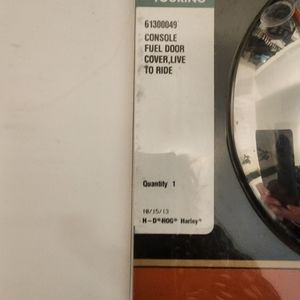 TOURING
61300049
CONSOLE
FUEL DOOR
COVER,LIVE
TO RIDE
Quantity 1
10/15/13
H-D® HOG® Harley®